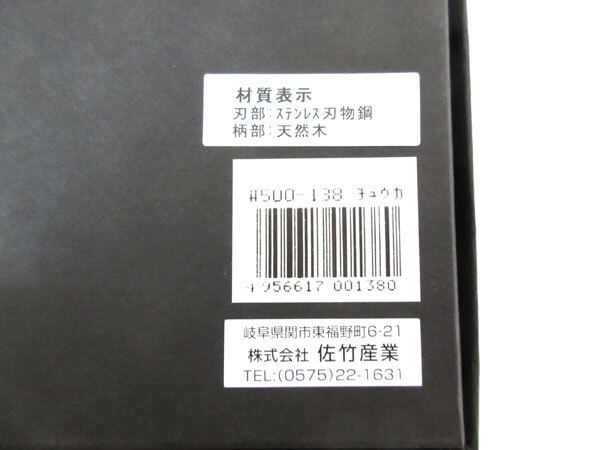 材質表示
刃部:ｽﾃﾝﾚｽ刃物鋼
柄部:天然木
#500-138 チュウカ
4 956617 001380
岐阜県関市東福野町6-21
株式会社 佐竹産業
TEL:(0575)22-1631